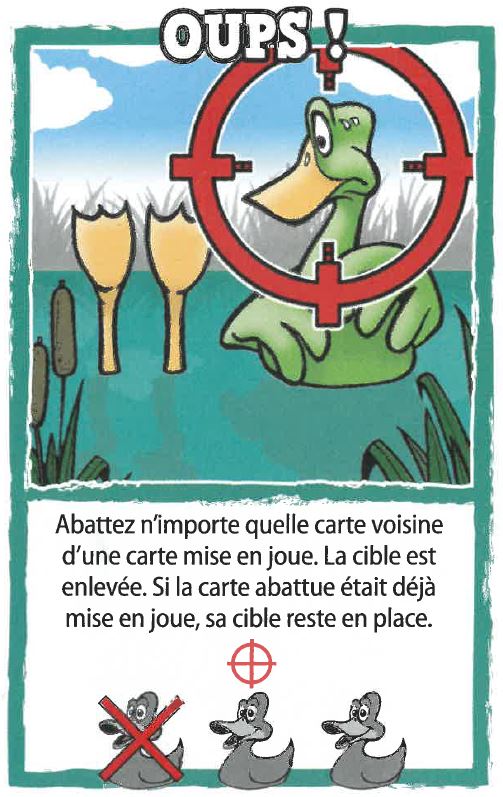 OUPS !
Abattez n'importe quelle carte voisine
d'une carte mise en joue. La cible est
enlevée. Si la carte abattue était déjà
mise en joue, sa cible reste en place.